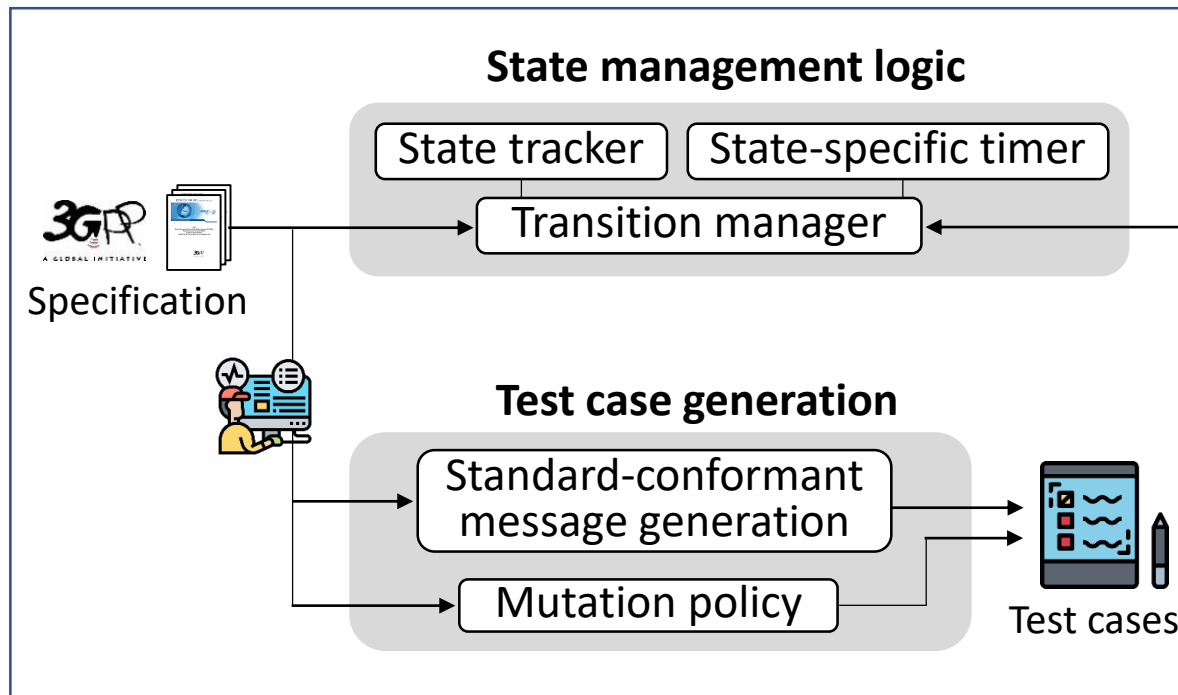 State management logic
State tracker
State-specific timer
Transition manager
3GPP
A GLOBAL INITIATIVE
Specification
Test case generation
Standard-conformant
message generation
Mutation policy
Test cases